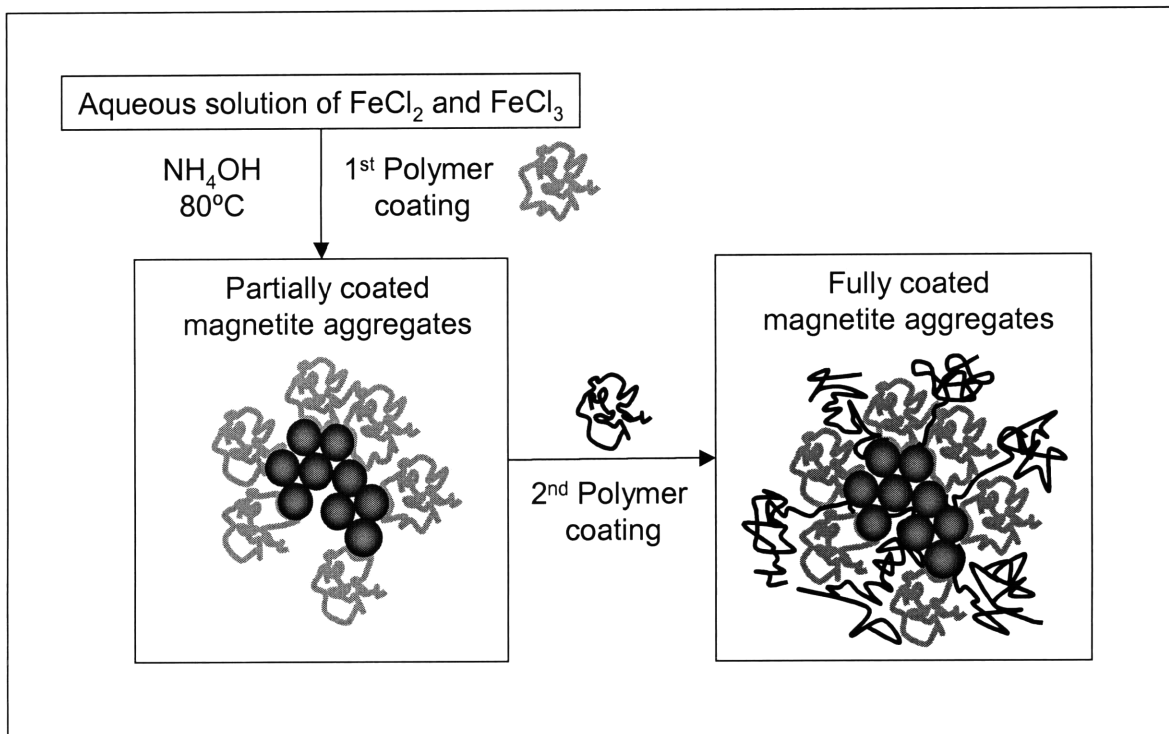 Aqueous solution of FeCl₂ and FeCl₃
NH₄OH
80ºC
1ˢᵗ Polymer
coating
Partially coated
magnetite aggregates
2ⁿᵈ Polymer
coating
Fully coated
magnetite aggregates